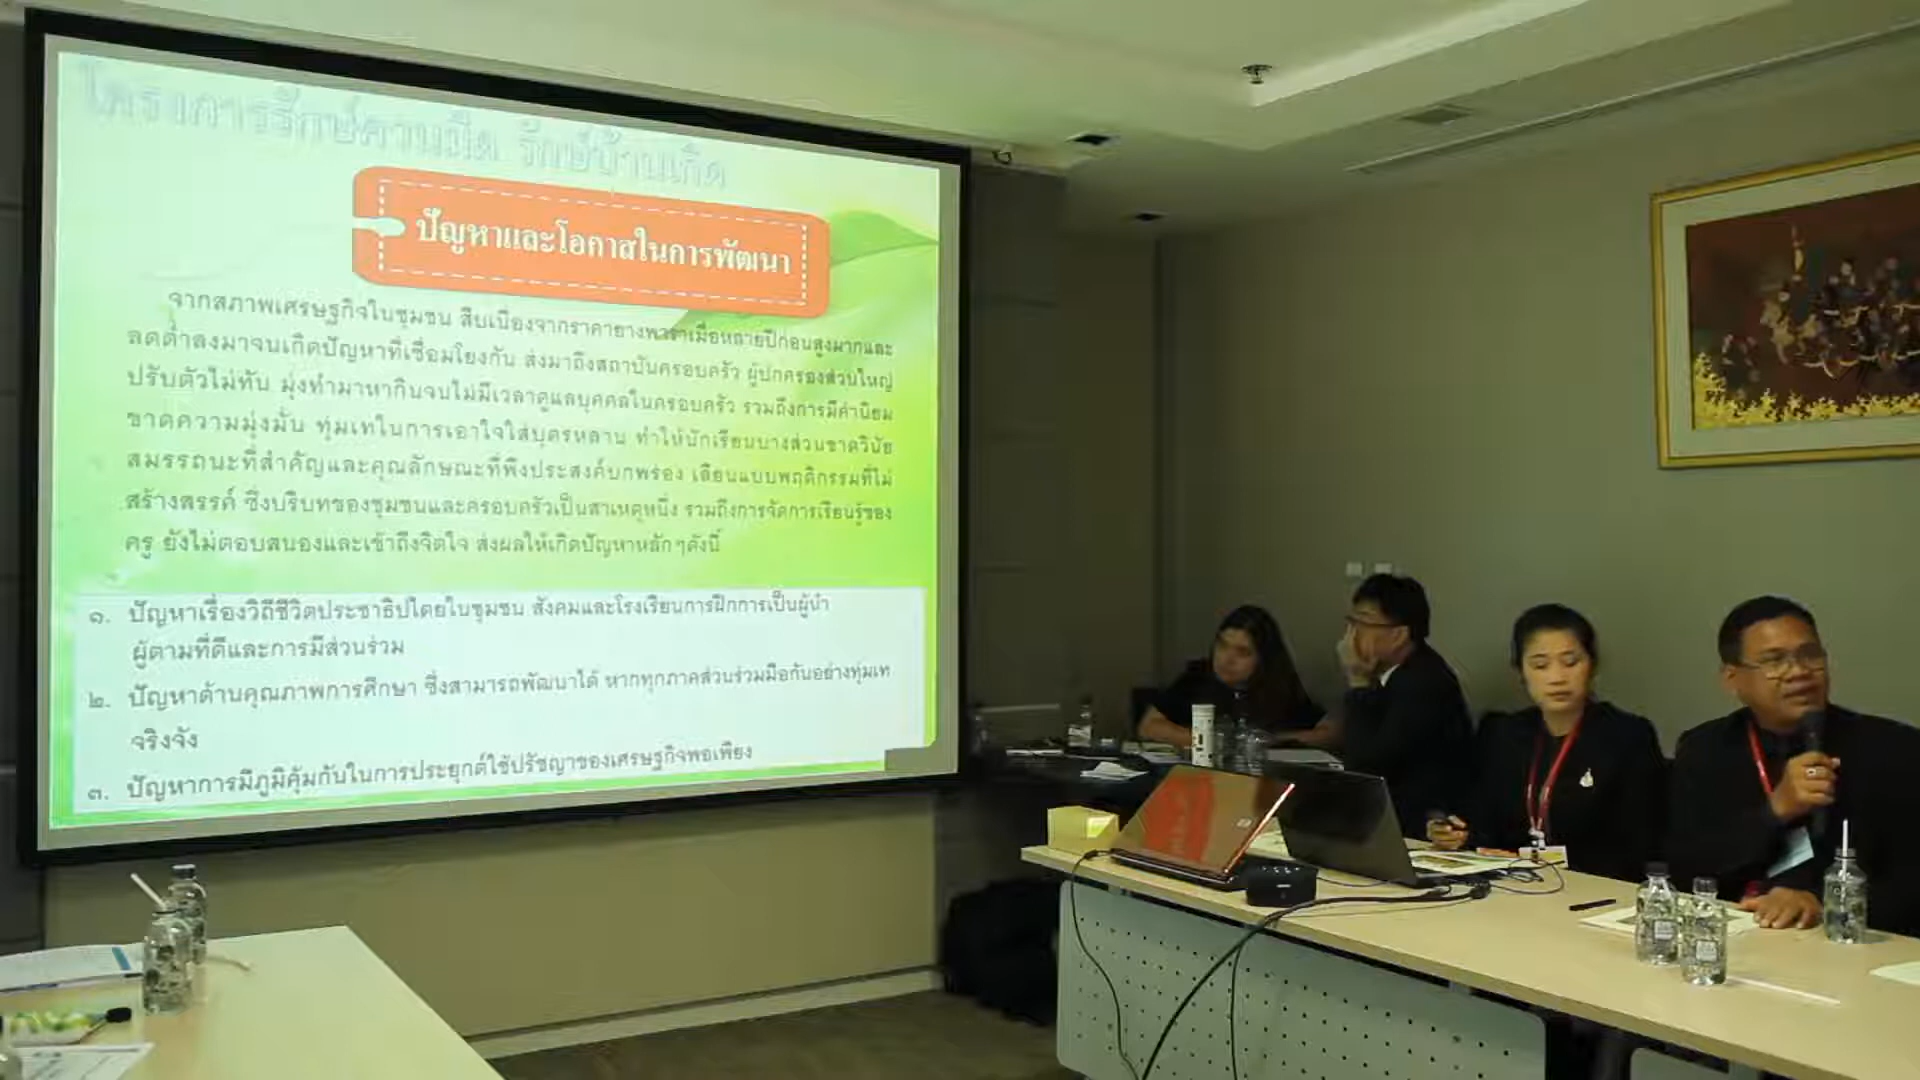 โครงการรักษ์ความถืด รักษ์บ้านเกิด
ปัญหาและโอกาสในการพัฒนา
จากสภาพเศรษฐกิจในชุมชน สืบเนื่องจากราคายางพาราเมื่อหลายปีก่อนสูงมากและ
ลดต่ำลงมาจนเกิดปัญหาที่เชื่อมโยงกัน ส่งมาถึงสถาบันครอบครัว ผู้ปกครองส่วนใหญ่
ปรับตัวไม่ทัน มุ่งทำมาหากินจนไม่มีเวลาดูแลบุคคลในครอบครัว รวมถึงการมีค่านิยม
ขาดความมุ่งมั่น ทุ่มเทในการเอาใจใส่บุตรหลาน ทำให้นักเรียนบางส่วนขาดวินัย
สมรรถนะที่สำคัญและคุณลักษณะที่พึงประสงค์บกพร่อง เลียนแบบพฤติกรรมที่ไม่
สร้างสรรค์ ซึ่งบริบทของชุมชนและครอบครัวเป็นสาเหตุหนึ่ง รวมถึงการจัดการเรียนรู้ของ
ครู ยังไม่ตอบสนองและเข้าถึงจิตใจ ส่งผลให้เกิดปัญหาหลักๆดังนี้
๑. ปัญหาเรื่องวิถีชีวิตประชาธิปไตยในชุมชน สังคมและโรงเรียนการฝึกการเป็นผู้นำ
ผู้ตามที่ดีและการมีส่วนร่วม
๒. ปัญหาด้านคุณภาพการศึกษา ซึ่งสามารถพัฒนาได้ หากทุกภาคส่วนร่วมมือกันอย่างทุ่มเท
จริงจัง
๓. ปัญหาการมีภูมิคุ้มกันในการประยุกต์ใช้ปรัชญาของเศรษฐกิจพอเพียง